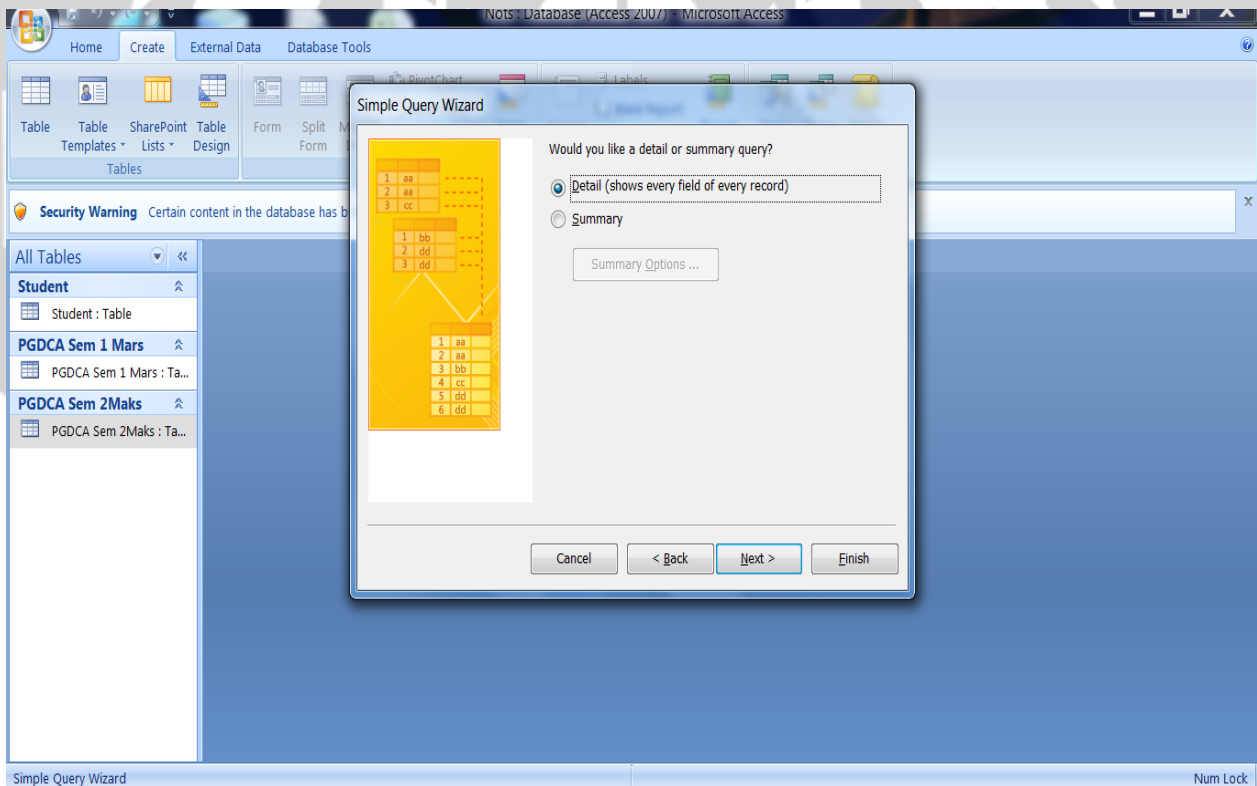 Nots : Database (Access 2007) - Microsoft Access
Home Create External Data Database Tools
PivotChart
Labels
Blank Report
Table
Table Templates
SharePoint Lists
Table Design
Form
Split Form
Tables
Security Warning Certain content in the database has b
x
All Tables «
Student
Student : Table
PGDCA Sem 1 Mars
PGDCA Sem 1 Mars : Ta...
PGDCA Sem 2Maks
PGDCA Sem 2Maks : Ta...
Simple Query Wizard
1 aa
2 aa
3 cc
1 bb
2 dd
3 dd
1 aa
2 aa
3 bb
4 cc
5 dd
6 dd
Would you like a detail or summary query?
Detail (shows every field of every record)
Summary
Summary Options ...
Cancel < Back Next > Finish
Simple Query Wizard
Num Lock